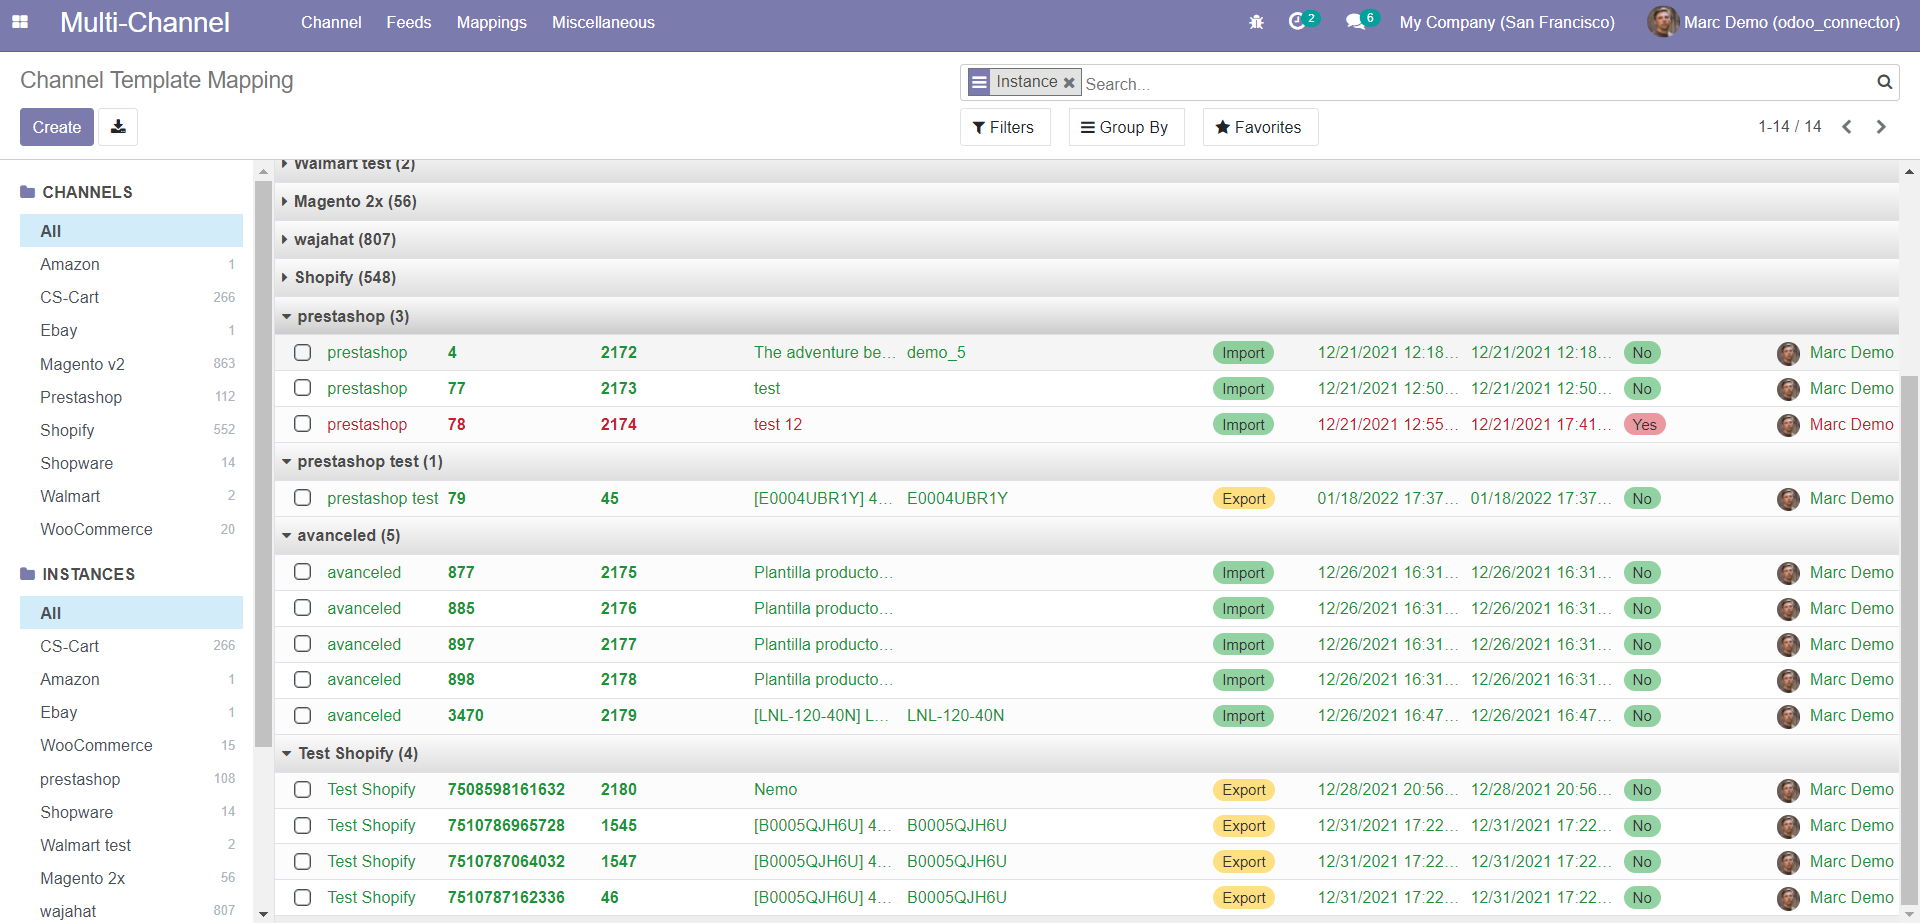 Multi-Channel Channel Feeds Mappings Miscellaneous 2 6 My Company (San Francisco) Marc Demo (odoo_connector)
Channel Template Mapping
Instance Search...
Create Filters Group By Favorites 1-14 / 14
CHANNELS
All
Amazon 1
CS-Cart 266
Ebay 1
Magento v2 863
Prestashop 112
Shopify 552
Shopware 14
Walmart 2
WooCommerce 20
INSTANCES
All
CS-Cart 266
Amazon 1
Ebay 1
WooCommerce 15
prestashop 108
Shopware 14
Walmart test 2
Magento 2x 56
wajahat 807
Walmart test (2)
Magento 2x (56)
wajahat (807)
Shopify (548)
prestashop (3)
prestashop 4 2172 The adventure be... demo_5 Import 12/21/2021 12:18... 12/21/2021 12:18... No Marc Demo
prestashop 77 2173 test Import 12/21/2021 12:50... 12/21/2021 12:50... No Marc Demo
prestashop 78 2174 test 12 Import 12/21/2021 12:55... 12/21/2021 17:41... Yes Marc Demo
prestashop test (1)
prestashop test 79 45 [E0004UBR1Y] 4... E0004UBR1Y Export 01/18/2022 17:37... 01/18/2022 17:37... No Marc Demo
avanceled (5)
avanceled 877 2175 Plantilla producto... Import 12/26/2021 16:31... 12/26/2021 16:31... No Marc Demo
avanceled 885 2176 Plantilla producto... Import 12/26/2021 16:31... 12/26/2021 16:31... No Marc Demo
avanceled 897 2177 Plantilla producto... Import 12/26/2021 16:31... 12/26/2021 16:31... No Marc Demo
avanceled 898 2178 Plantilla producto... Import 12/26/2021 16:31... 12/26/2021 16:31... No Marc Demo
avanceled 3470 2179 [LNL-120-40N] L... LNL-120-40N Import 12/26/2021 16:47... 12/26/2021 16:47... No Marc Demo
Test Shopify (4)
Test Shopify 7508598161632 2180 Nemo Export 12/28/2021 20:56... 12/28/2021 20:56... No Marc Demo
Test Shopify 7510786965728 1545 [B0005QJH6U] 4... B0005QJH6U Export 12/31/2021 17:22... 12/31/2021 17:22... No Marc Demo
Test Shopify 7510787064032 1547 [B0005QJH6U] 4... B0005QJH6U Export 12/31/2021 17:22... 12/31/2021 17:22... No Marc Demo
Test Shopify 7510787162336 46 [B0005QJH6U] 4... B0005QJH6U Export 12/31/2021 17:22... 12/31/2021 17:22... No Marc Demo